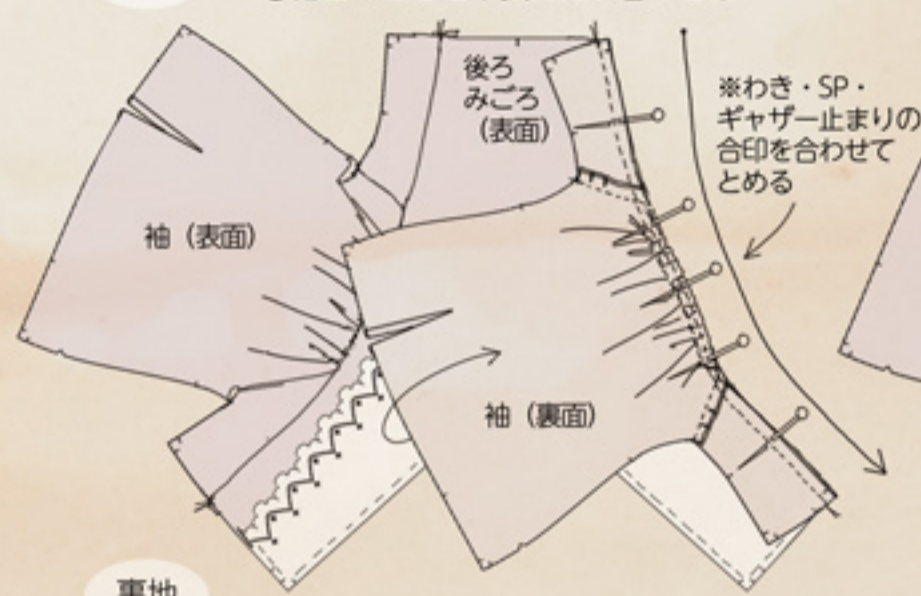 後ろ
みごろ
（表面）
※わき・SP・
ギャザー止まりの
合印を合わせて
とめる
袖（表面）
袖（裏面）
裏地